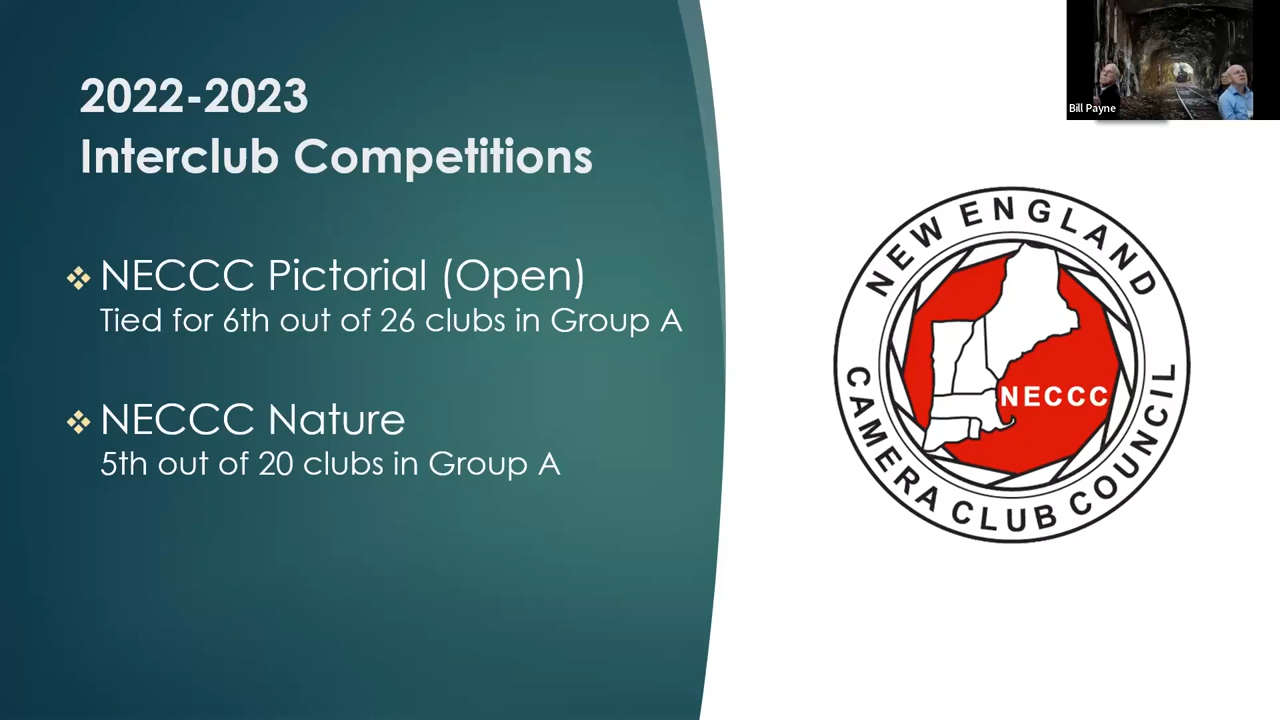 2022-2023
Interclub Competitions
NECCC Pictorial (Open)
Tied for 6th out of 26 clubs in Group A
NECCC Nature
5th out of 20 clubs in Group A
Bill Payne
NEW ENGLAND
NECCC
CAMERA CLUB COUNCIL